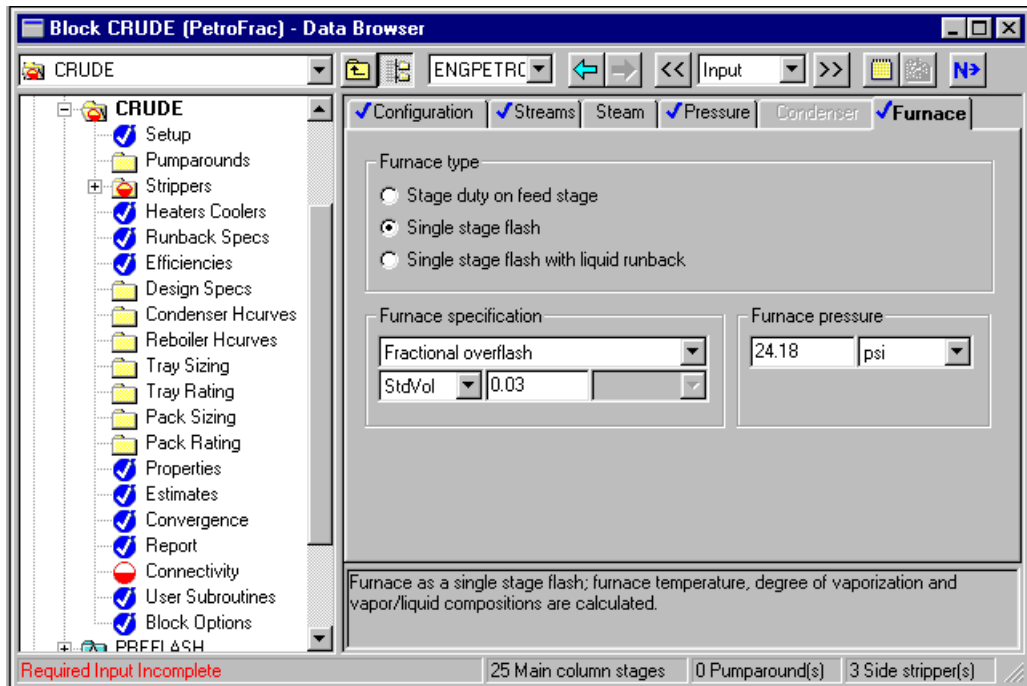 Block CRUDE (PetroFrac) - Data Browser
CRUDE
ENGPETRO
<<
Input
>>
N
Configuration
Streams
Steam
Pressure
Condenser
Furnace
CRUDE
Setup
Pumparounds
Strippers
Heaters Coolers
Runback Specs
Efficiencies
Design Specs
Condenser Hcurves
Reboiler Hcurves
Tray Sizing
Tray Rating
Pack Sizing
Pack Rating
Properties
Estimates
Convergence
Report
Connectivity
User Subroutines
Block Options
PREFLASH
Furnace type
Stage duty on feed stage
Single stage flash
Single stage flash with liquid runback
Furnace specification
Fractional overflash
StdVol 0.03
Furnace pressure
24.18 psi
Furnace as a single stage flash; furnace temperature, degree of vaporization and
vapor/liquid compositions are calculated.
Required Input Incomplete
25 Main column stages
0 Pumparound(s)
3 Side stripper(s)